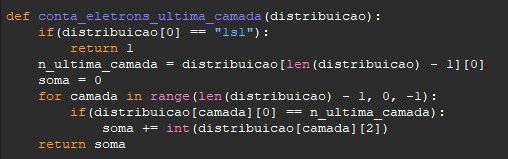 def conta_eletrons_ultima_camada(distribuicao):
    if(distribuicao[0] == "1s1"):
        return 1
    n_ultima_camada = distribuicao[len(distribuicao) - 1][0]
    soma = 0
    for camada in range(len(distribuicao) - 1, 0, -1):
        if(distribuicao[camada][0] == n_ultima_camada):
            soma += int(distribuicao[camada][2])
    return soma